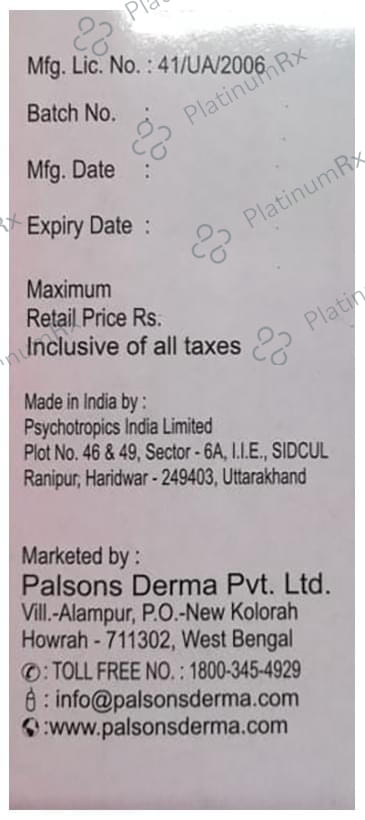 Mfg. Lic. No. : 41/UA/2006
Batch No. :
Mfg. Date :
Expiry Date :
Maximum
Retail Price Rs.
Inclusive of all taxes
Made in India by :
Psychotropics India Limited
Plot No. 46 & 49, Sector - 6A, I.I.E., SIDCUL
Ranipur, Haridwar - 249403, Uttarakhand
Marketed by :
Palsons Derma Pvt. Ltd.
Vill.-Alampur, P.O.-New Kolorah
Howrah - 711302, West Bengal
: TOLL FREE NO. : 1800-345-4929
: info@palsonsderma.com
:www.palsonsderma.com
PlatinumRx
PlatinumRx